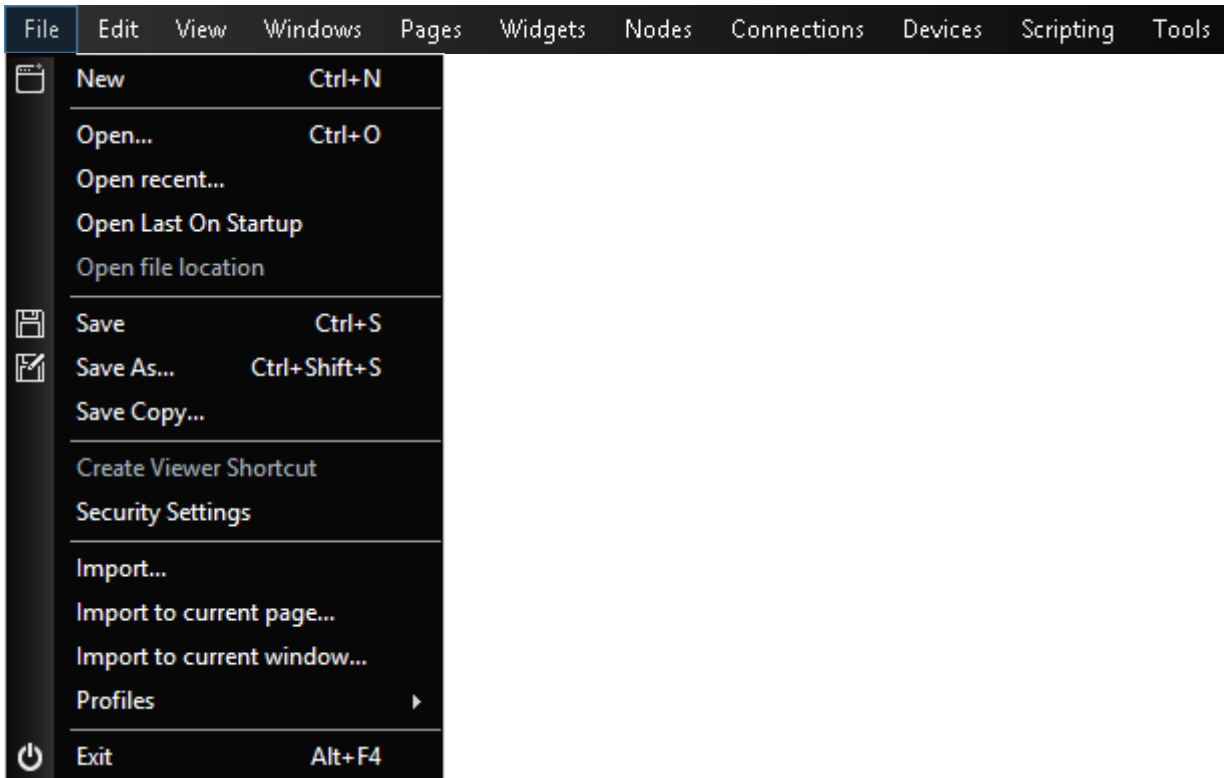 File Edit View Windows Pages Widgets Nodes Connections Devices Scripting Tools
New Ctrl+N
Open... Ctrl+O
Open recent...
Open Last On Startup
Open file location
Save Ctrl+S
Save As... Ctrl+Shift+S
Save Copy...
Create Viewer Shortcut
Security Settings
Import...
Import to current page...
Import to current window...
Profiles
Exit Alt+F4